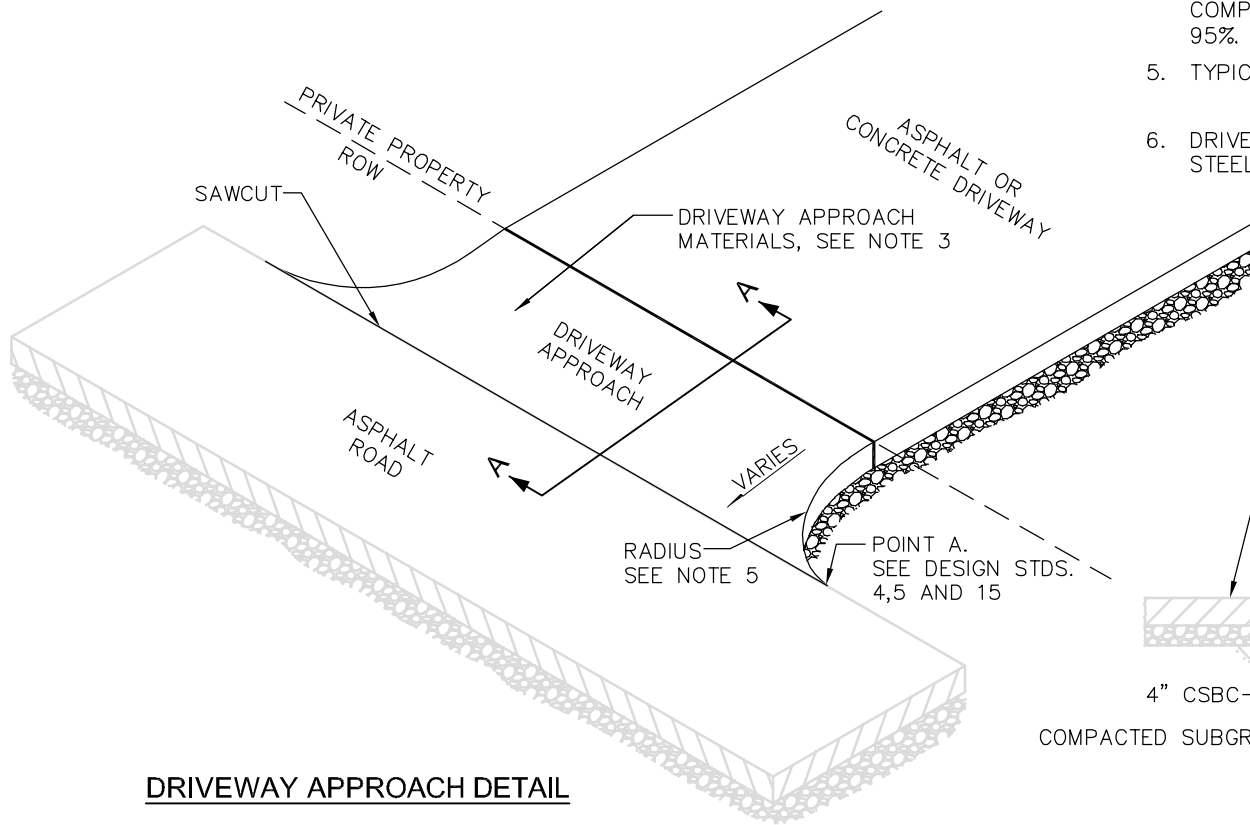 COMP
95%.
5. TYPIC
6. DRIVE
STEEL
PRIVATE PROPERTY
ROW
SAWCUT
ASPHALT OR
CONCRETE DRIVEWAY
DRIVEWAY APPROACH
MATERIALS, SEE NOTE 3
A
DRIVEWAY
APPROACH
ASPHALT
ROAD
A
VARIES
RADIUS
SEE NOTE 5
POINT A.
SEE DESIGN STDS.
4,5 AND 15
4" CSBC-
COMPACTED SUBGR
DRIVEWAY APPROACH DETAIL